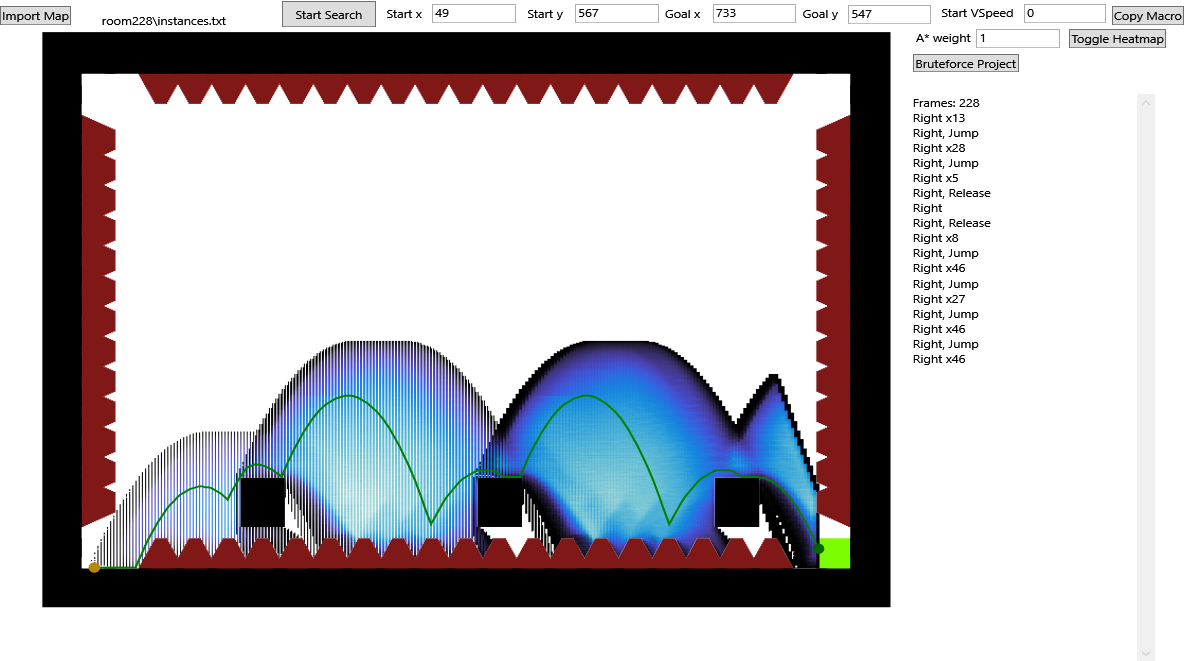 Import Map room228\instances.txt Start Search Start x 49 Start y 567 Goal x 733 Goal y 547 Start VSpeed 0 Copy Macro
A* weight 1 Toggle Heatmap
Bruteforce Project
Frames: 228
Right x13
Right, Jump
Right x28
Right, Jump
Right x5
Right, Release
Right
Right, Release
Right x8
Right, Jump
Right x46
Right, Jump
Right x27
Right, Jump
Right x46
Right, Jump
Right x46